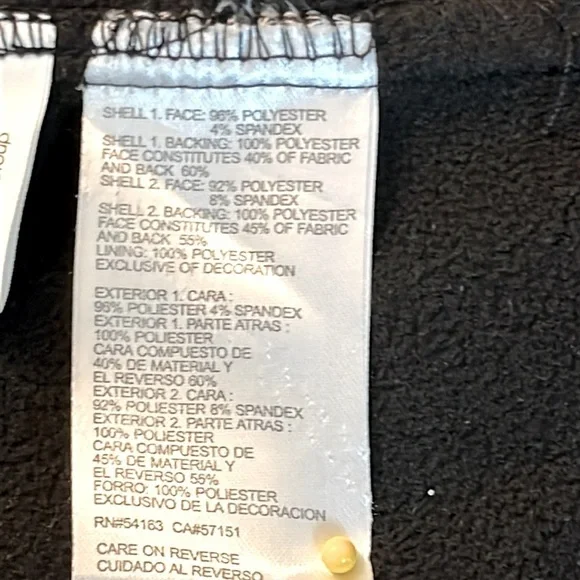 SHELL 1. FACE: 96% POLYESTER
4% SPANDEX
SHELL 1. BACKING: 100% POLYESTER
FACE CONSTITUTES 40% OF FABRIC
AND BACK 60%
SHELL 2. FACE: 92% POLYESTER
8% SPANDEX
SHELL 2. BACKING: 100% POLYESTER
FACE CONSTITUTES 45% OF FABRIC
AND BACK 55%
LINING: 100% POLYESTER
EXCLUSIVE OF DECORATION
EXTERIOR 1. CARA :
96% POLIESTER 4% SPANDEX
EXTERIOR 1. PARTE ATRAS :
100% POLIESTER
CARA COMPUESTO DE
40% DE MATERIAL Y
EL REVERSO 60%
EXTERIOR 2. CARA :
92% POLIESTER 8% SPANDEX
EXTERIOR 2. PARTE ATRAS :
100% POLIESTER
CARA COMPUESTO DE
45% DE MATERIAL Y
EL REVERSO 55%
FORRO: 100% POLIESTER
EXCLUSIVO DE LA DECORACION
RN#54163 CA#57151
CARE ON REVERSE
CUIDADO AL REVERSO